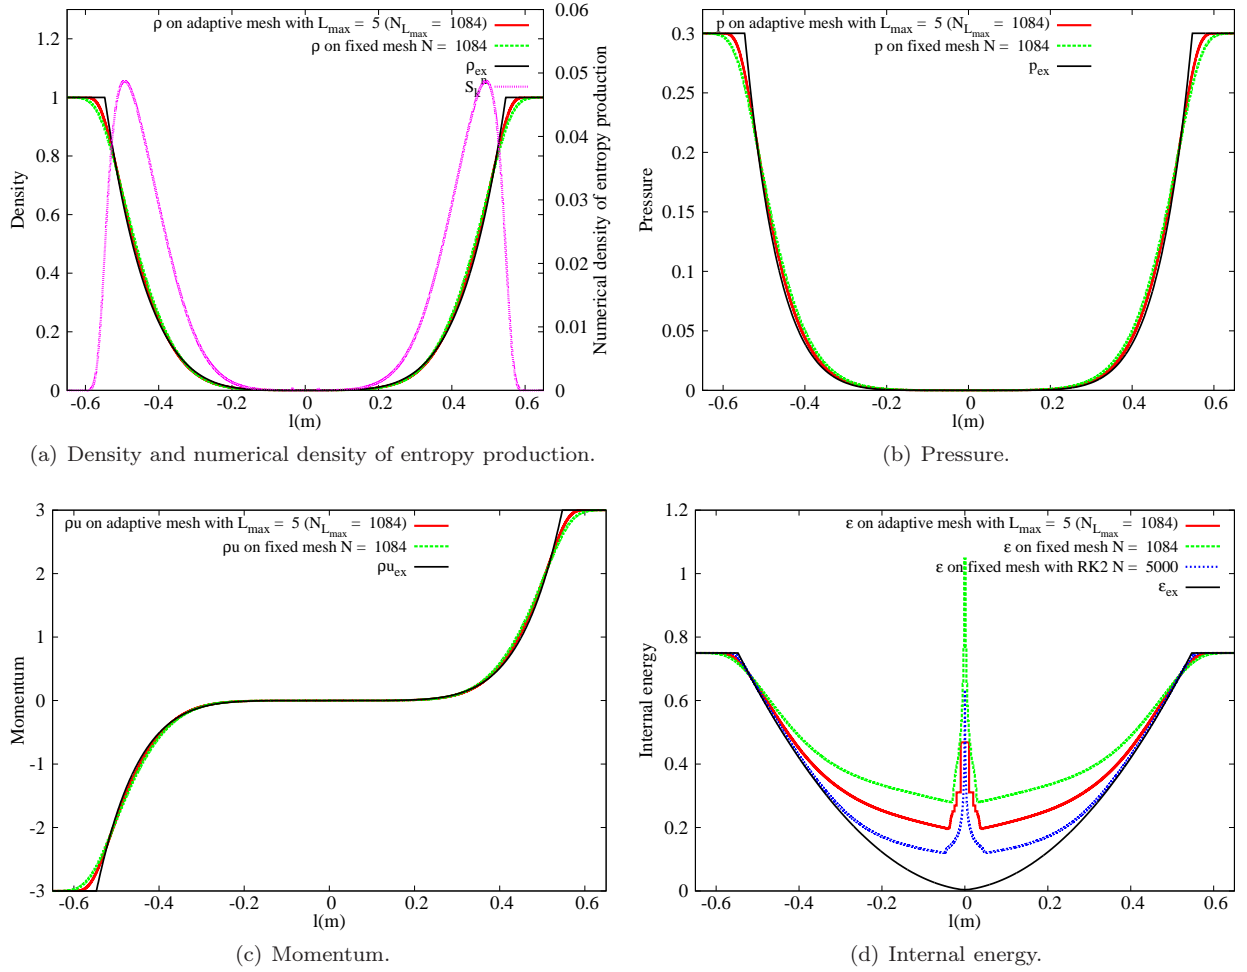 ρ on adaptive mesh with L_max = 5 (N_L_max = 1084)
ρ on fixed mesh N = 1084
ρ_ex
S_k^n
Density
Numerical density of entropy production
0 0.2 0.4 0.6 0.8 1 1.2
0 0.01 0.02 0.03 0.04 0.05 0.06
-0.6 -0.4 -0.2 0 0.2 0.4 0.6
l(m)
(a) Density and numerical density of entropy production.
p on adaptive mesh with L_max = 5 (N_L_max = 1084)
p on fixed mesh N = 1084
p_ex
Pressure
0 0.05 0.1 0.15 0.2 0.25 0.3
-0.6 -0.4 -0.2 0 0.2 0.4 0.6
l(m)
(b) Pressure.
ρu on adaptive mesh with L_max = 5 (N_L_max = 1084)
ρu on fixed mesh N = 1084
ρu_ex
Momentum
-3 -2 -1 0 1 2 3
-0.6 -0.4 -0.2 0 0.2 0.4 0.6
l(m)
(c) Momentum.
ε on adaptive mesh with L_max = 5 (N_L_max = 1084)
ε on fixed mesh N = 1084
ε on fixed mesh with RK2 N = 5000
ε_ex
Internal energy
0 0.2 0.4 0.6 0.8 1 1.2
-0.6 -0.4 -0.2 0 0.2 0.4 0.6
l(m)
(d) Internal energy.